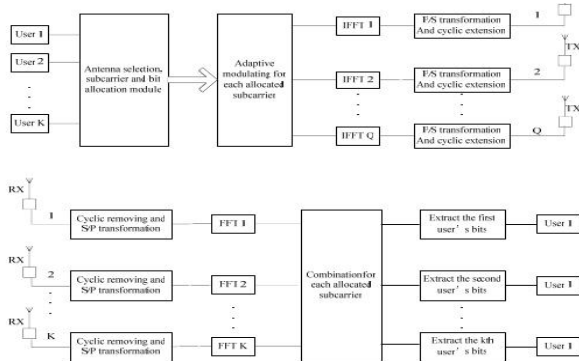 User 1
User 2
User K
Antenna selection,
subcarrier and bit
allocation module
Adaptive
modulating for
each allocated
subcarrier
IFFT 1
P/S transformation
And cyclic extension
1
IFFT 2
P/S transformation
And cyclic extension
2
TX
IFFT Q
P/S transformation
And cyclic extension
Q
TX
RX
1
Cyclic removing and
S/P transformation
FFT 1
Extract the first
user's bits
User 1
RX
2
Cyclic removing and
S/P transformation
FFT 2
Combinationfor
each allocated
subcarrier
Extract the second
user's bits
User 1
RX
K
Cyclic removing and
S/P transformation
FFT K
Extract the kth
user's bits
User 1